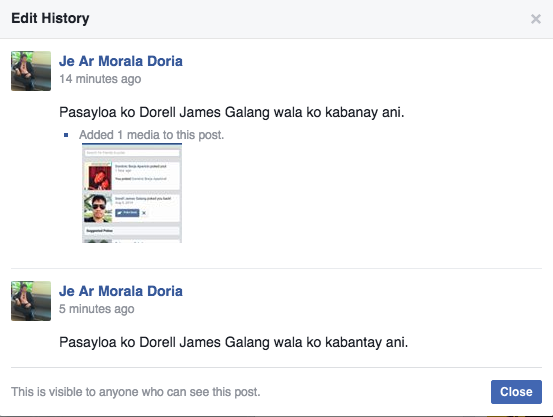 Edit History
×
Je Ar Morala Doria
14 minutes ago
Pasayloa ko Dorell James Galang wala ko kabanay ani.
Added 1 media to this post.
Je Ar Morala Doria
5 minutes ago
Pasayloa ko Dorell James Galang wala ko kabantay ani.
This is visible to anyone who can see this post.
Close